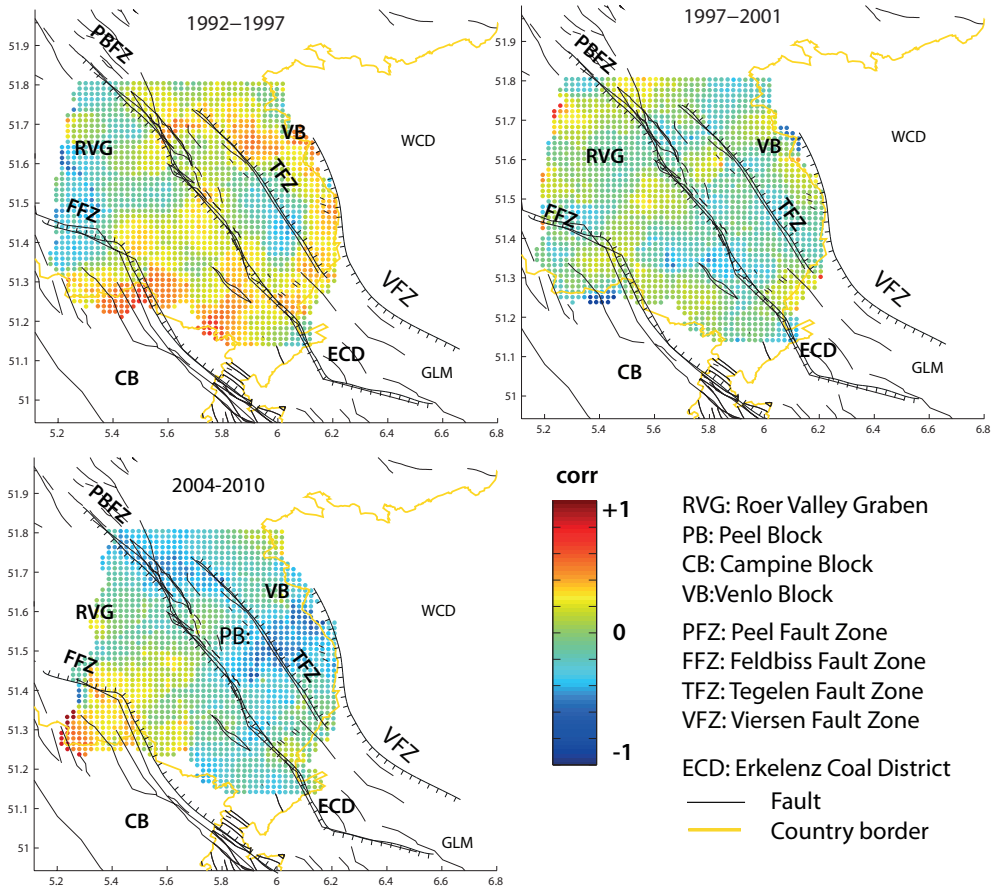 1992–1997
51.9
51.8
51.7
51.6
51.5
51.4
51.3
51.2
51.1
51
PBFZ
RVG
VB
WCD
TFZ
FFZ
VFZ
ECD
CB
GLM
5.2 5.4 5.6 5.8 6 6.2 6.4 6.6 6.8
1997–2001
51.9
51.8
51.7
51.6
51.5
51.4
51.3
51.2
51.1
51
PBFZ
RVG
VB
WCD
TFZ
FFZ
VFZ
ECD
CB
GLM
5.2 5.4 5.6 5.8 6 6.2 6.4 6.6 6.8
2004-2010
51.9
51.8
51.7
51.6
51.5
51.4
51.3
51.2
51.1
51
PBFZ
RVG
VB
WCD
PB:
TFZ
FFZ
VFZ
ECD
CB
GLM
5.2 5.4 5.6 5.8 6 6.2 6.4 6.6 6.8
corr
+1
0
-1
RVG: Roer Valley Graben
PB: Peel Block
CB: Campine Block
VB:Venlo Block
PFZ: Peel Fault Zone
FFZ: Feldbiss Fault Zone
TFZ: Tegelen Fault Zone
VFZ: Viersen Fault Zone
ECD: Erkelenz Coal District
Fault
Country border